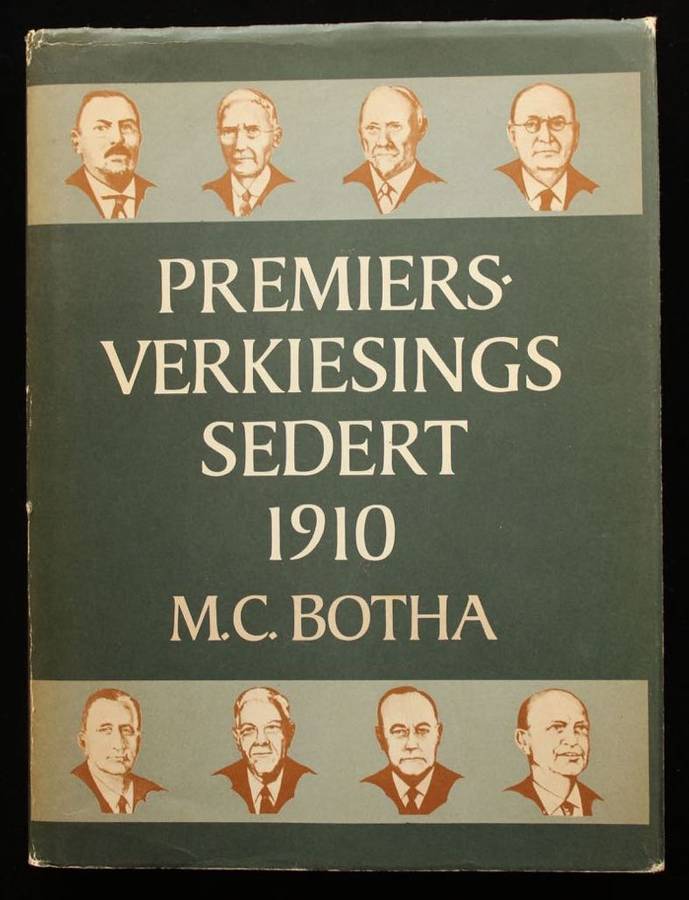 PREMIERS-
VERKIESINGS
SEDERT
1910
M.C. BOTHA